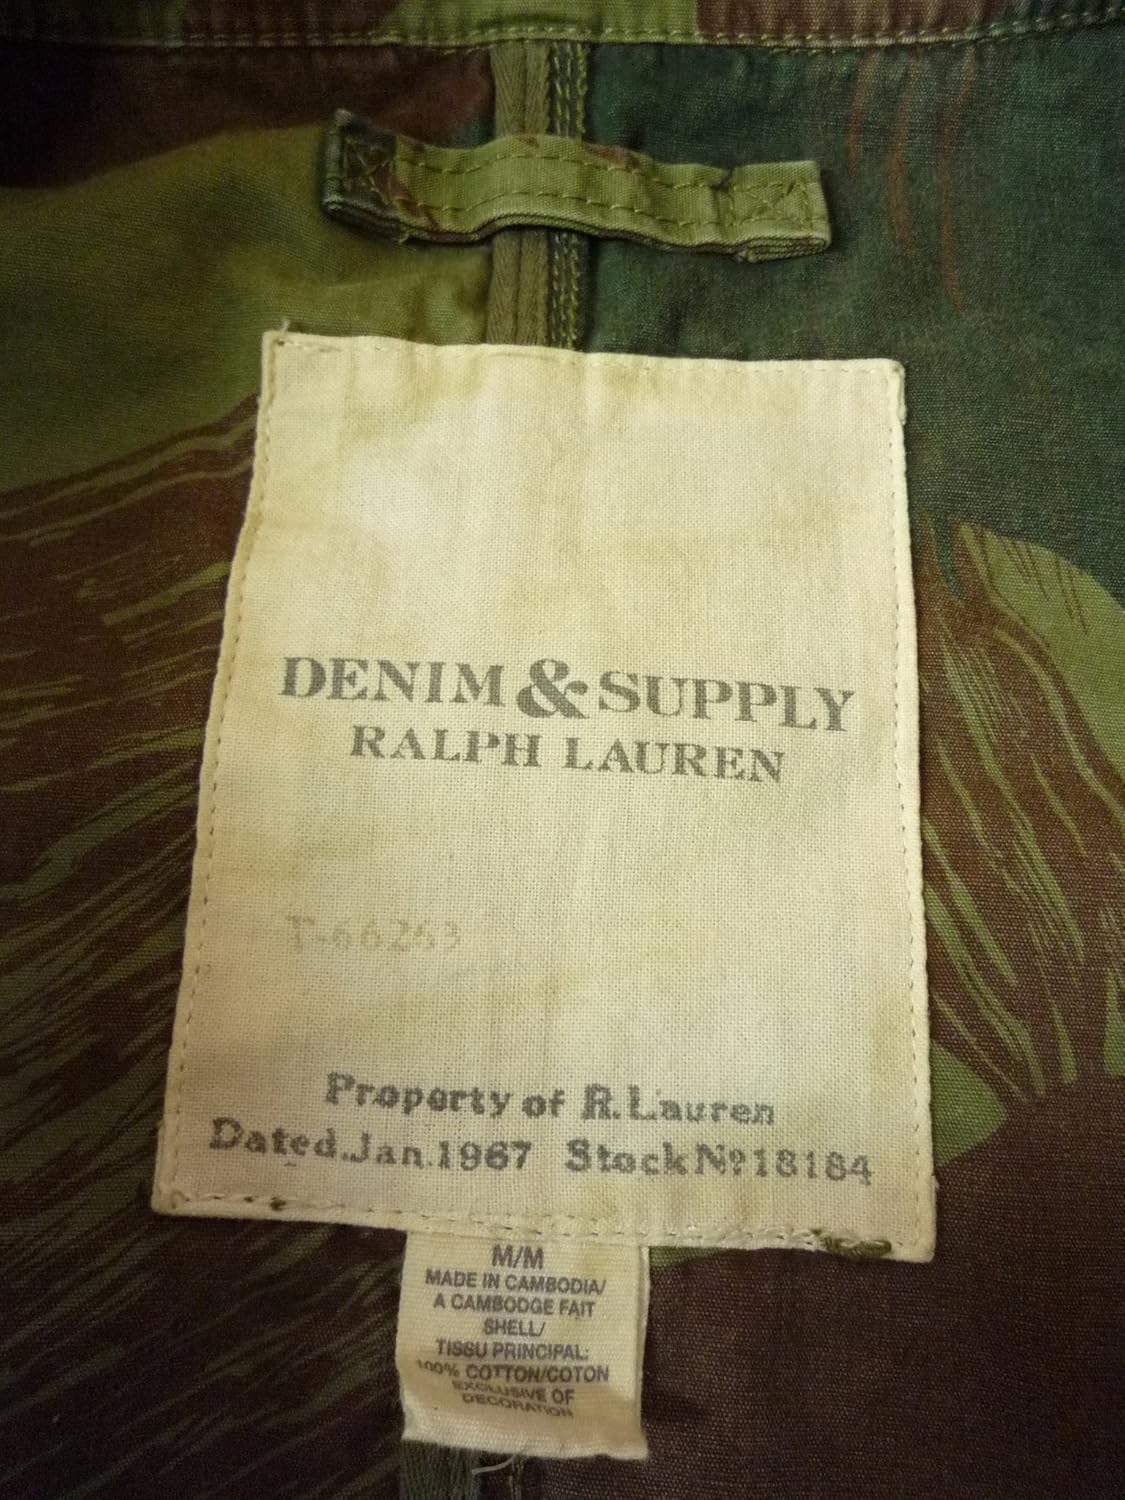 DENIM & SUPPLY
RALPH LAUREN
T-66263
Property of R.Lauren
Dated.Jan.1967 Stock Nº18184
M/M
MADE IN CAMBODIA/
A CAMBODGE FAIT
SHELL/
TISSU PRINCIPAL:
100% COTTON/COTON
EXCLUSIVE OF
DECORATION